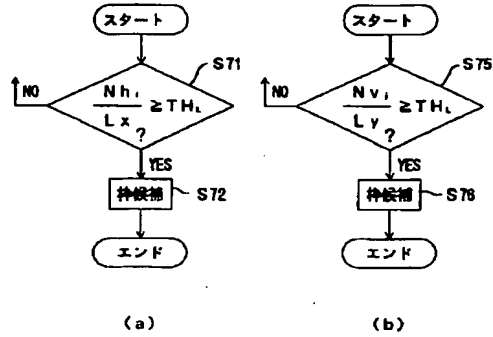 スタート
S71
NO
Nhi
Lx
≧THL
?
YES
枠候補
S72
エンド
(a)
スタート
S75
NO
Nvi
Ly
≧THL
?
YES
枠候補
S76
エンド
(b)